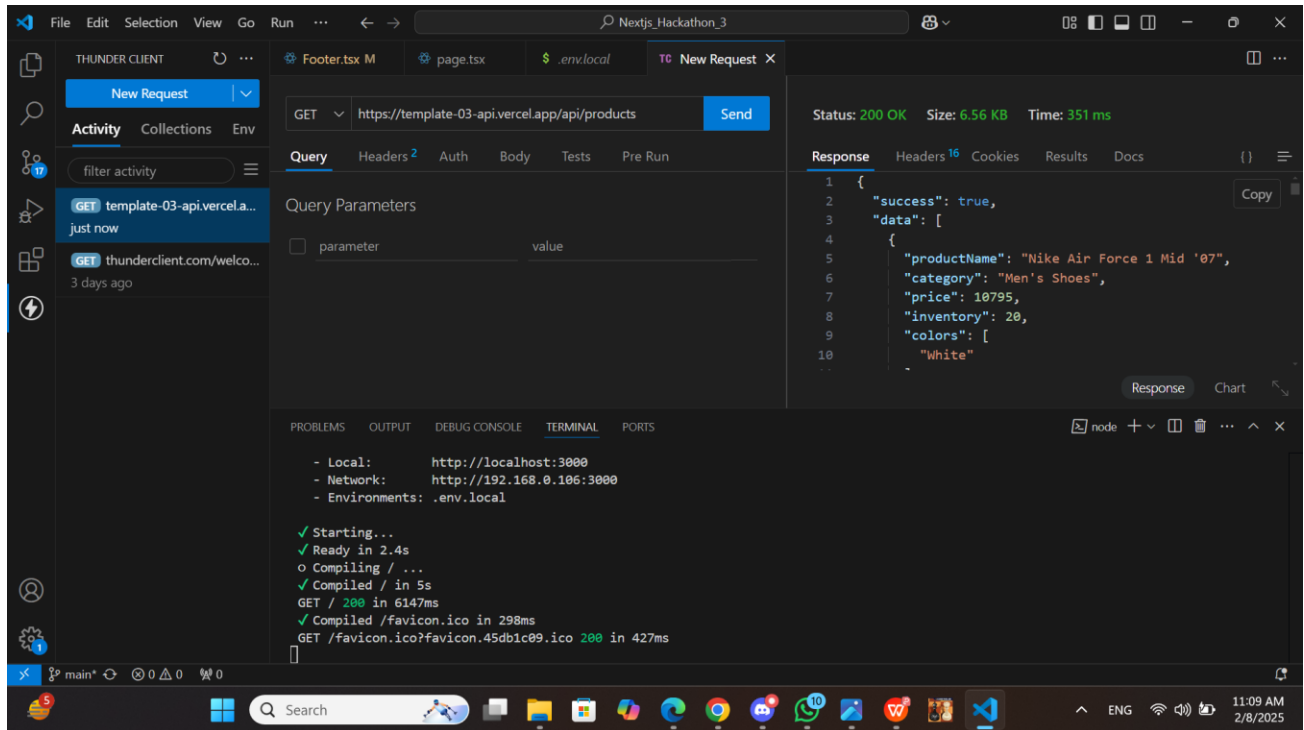 File Edit Selection View Go Run ··· Nextjs_Hackathon_3
THUNDER CLIENT ···
New Request
Activity Collections Env
filter activity
GET template-03-api.vercel.a...
just now
GET thunderclient.com/welco...
3 days ago
17
1
Footer.tsx M page.tsx $ .env.local TC New Request
GET https://template-03-api.vercel.app/api/products Send
Query Headers 2 Auth Body Tests Pre Run
Query Parameters
parameter value
Status: 200 OK Size: 6.56 KB Time: 351 ms
Response Headers 16 Cookies Results Docs {}
Copy
1 {
2 "success": true,
3 "data": [
4 {
5 "productName": "Nike Air Force 1 Mid '07",
6 "category": "Men's Shoes",
7 "price": 10795,
8 "inventory": 20,
9 "colors": [
10 "White"
Response Chart
PROBLEMS OUTPUT DEBUG CONSOLE TERMINAL PORTS node
- Local: http://localhost:3000
- Network: http://192.168.0.106:3000
- Environments: .env.local
✓ Starting...
✓ Ready in 2.4s
○ Compiling / ...
✓ Compiled / in 5s
GET / 200 in 6147ms
✓ Compiled /favicon.ico in 298ms
GET /favicon.ico?favicon.45db1c09.ico 200 in 427ms
main* 0 0 0
5 Search 10 ENG 11:09 AM
2/8/2025